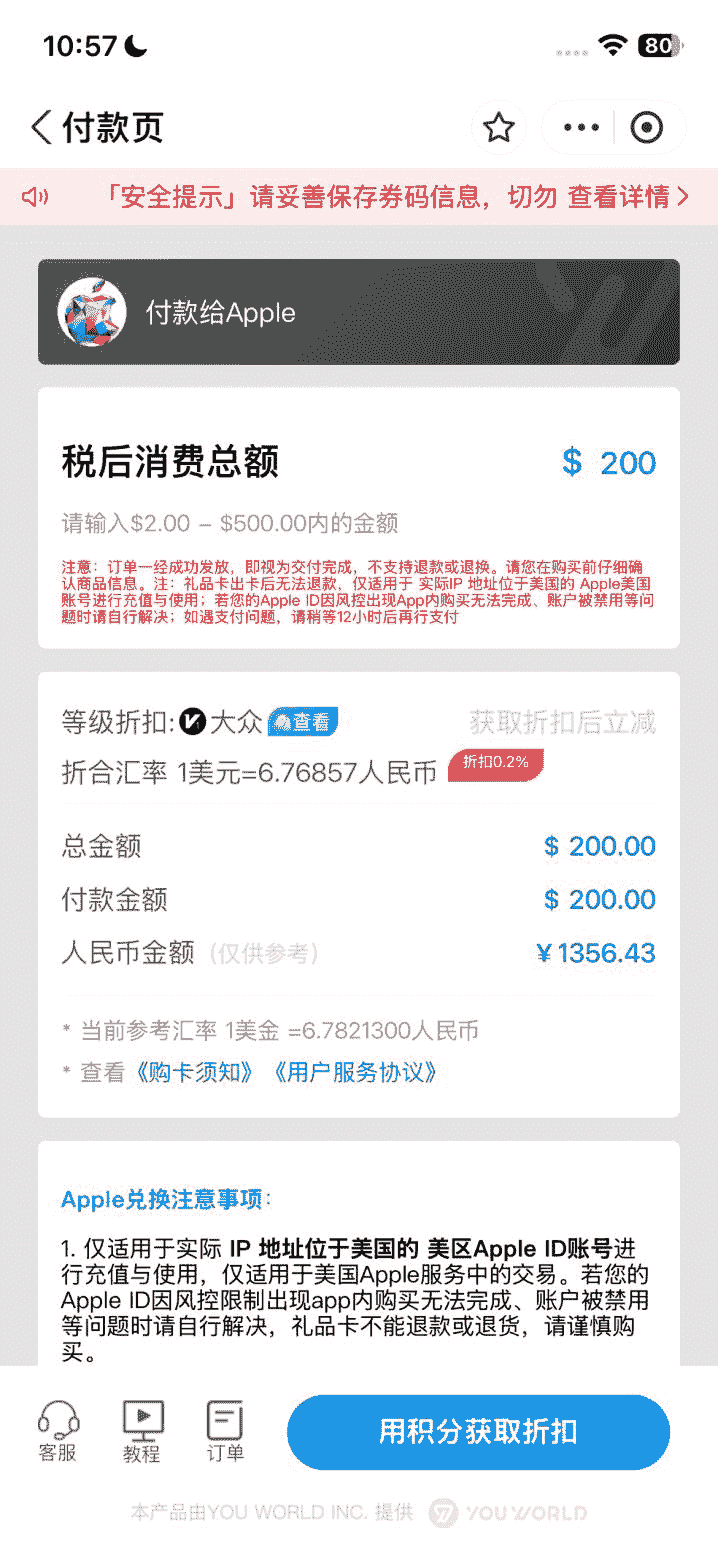 10:57
80
付款页
「安全提示」请妥善保存券码信息，切勿 查看详情
付款给Apple
税后消费总额 $ 200
请输入$2.00 – $500.00内的金额
注意：订单一经成功发放，即视为交付完成，不支持退款或退换。请您在购买前仔细确
认商品信息。注：礼品卡出卡后无法退款，仅适用于 实际IP 地址位于美国的 Apple美国
账号进行充值与使用；若您的Apple ID因风控出现App内购买无法完成、账户被禁用等问
题时请自行解决；如遇支付问题，请稍等12小时后再行支付
等级折扣: 大众 查看 获取折扣后立减
折合汇率 1美元=6.76857人民币 折扣0.2%
总金额 $ 200.00
付款金额 $ 200.00
人民币金额（仅供参考） ¥1356.43
* 当前参考汇率 1美金 =6.7821300人民币
* 查看《购卡须知》《用户服务协议》
Apple兑换注意事项:
1. 仅适用于实际 IP 地址位于美国的 美区Apple ID账号进
行充值与使用，仅适用于美国Apple服务中的交易。若您的
Apple ID因风控限制出现app内购买无法完成、账户被禁用
等问题时请自行解决，礼品卡不能退款或退货，请谨慎购
买。
客服 教程 订单 用积分获取折扣
本产品由YOU WORLD INC. 提供 YOU WORLD